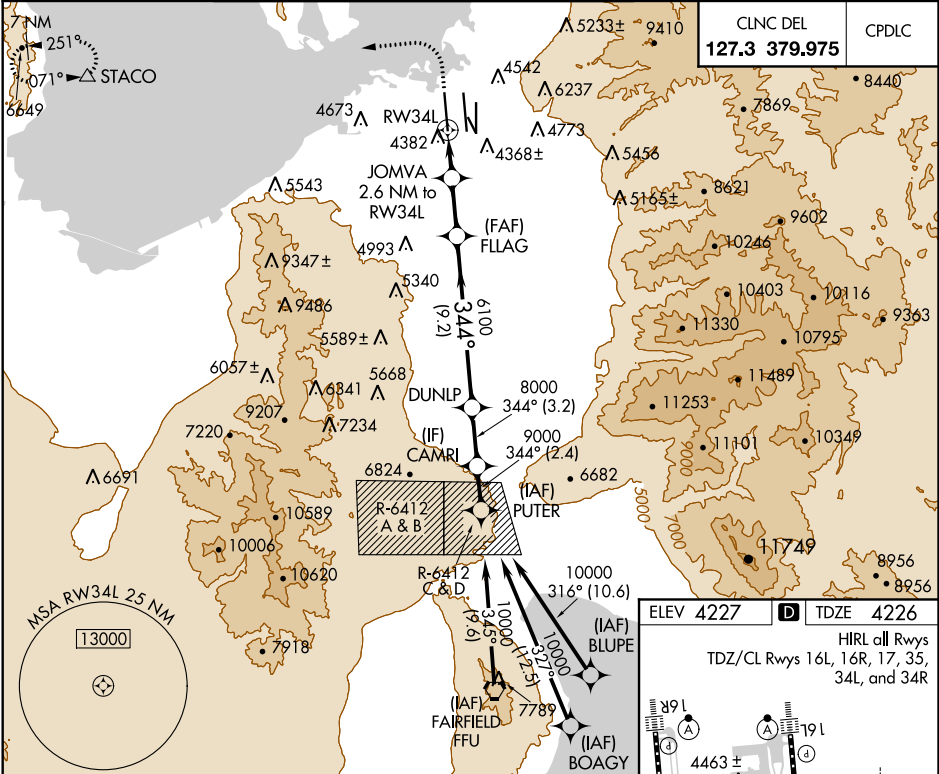 7 NM
251°
071°
STACO
6649
5233±
9410
CLNC DEL
127.3 379.975
CPDLC
4542
6237
8440
7869
4673
RW34L
4382
4773
4368±
5456
JOMVA
2.6 NM to
RW34L
5543
5165±
8621
(FAF)
FLLAG
9602
4993
10246
9347±
5340
9486
10403
10116
6100
344°
(9.2)
11330
9363
5589±
10795
6057±
6341
5668
11489
DUNLP
8000
344° (3.2)
11253
9207
7234
7220
(IF)
CAMRI
9000
344° (2.4)
11101
10349
9000
6691
6824
6682
(IAF)
PUTER
5000
R-6412
A & B
10589
10006
7000
11749
10620
R-6412
C & D
10000
316° (10.6)
8956
8956
MSA RW34L 25 NM
13000
10000
345°
(9.6)
10000
327°
(12.5)
(IAF)
BLUPE
7918
(IAF)
FAIRFIELD
FFU
7789
(IAF)
BOAGY
ELEV 4227
D
TDZE 4226
HIRL all Rwys
TDZ/CL Rwys 16L, 16R, 17, 35,
34L, and 34R
16R
A
A
16L
P
P
4463 ±